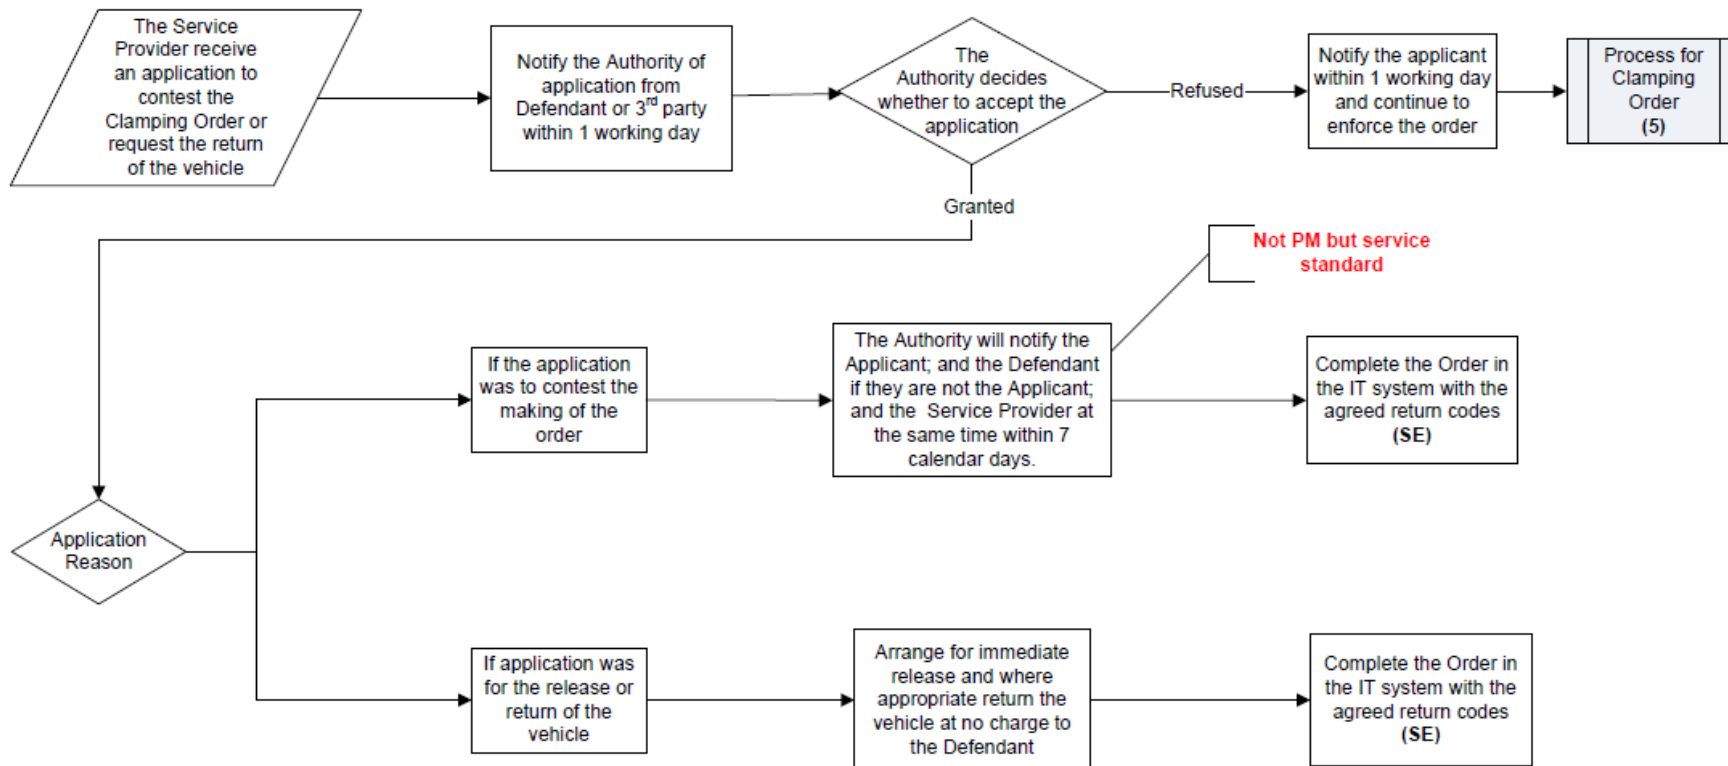 The Service
Provider receive
an application to
contest the
Clamping Order or
request the return
of the vehicle
Notify the Authority of
application from
Defendant or 3rd party
within 1 working day
The
Authority decides
whether to accept the
application
Refused
Notify the applicant
within 1 working day
and continue to
enforce the order
Process for
Clamping
Order
(5)
Granted
Not PM but service
standard
If the application
was to contest the
making of the
order
The Authority will notify the
Applicant; and the Defendant
if they are not the Applicant;
and the Service Provider at
the same time within 7
calendar days.
Complete the Order in
the IT system with the
agreed return codes
(SE)
Application
Reason
If application was
for the release or
return of the
vehicle
Arrange for immediate
release and where
appropriate return the
vehicle at no charge to
the Defendant
Complete the Order in
the IT system with the
agreed return codes
(SE)